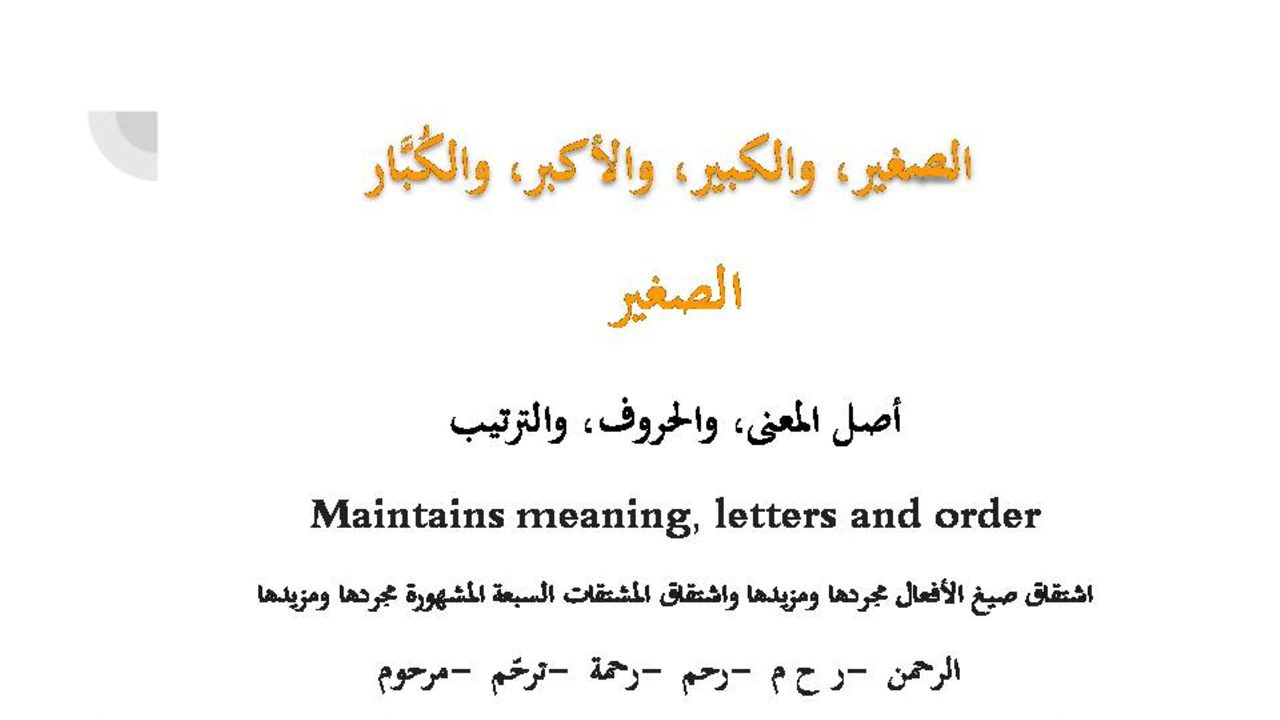 الصغير، والكبير، والأكبر، والكُبَّار
الصغير
أصل المعنى، والحروف، والترتيب
Maintains meaning, letters and order
اشتقاق صيغ الأفعال مجردها ومزيدها واشتقاق المشتقات السبعة المشهورة مجردها ومزيدها
الرحمن –ر ح م –رحم –رحمة –ترحّم –مرحوم